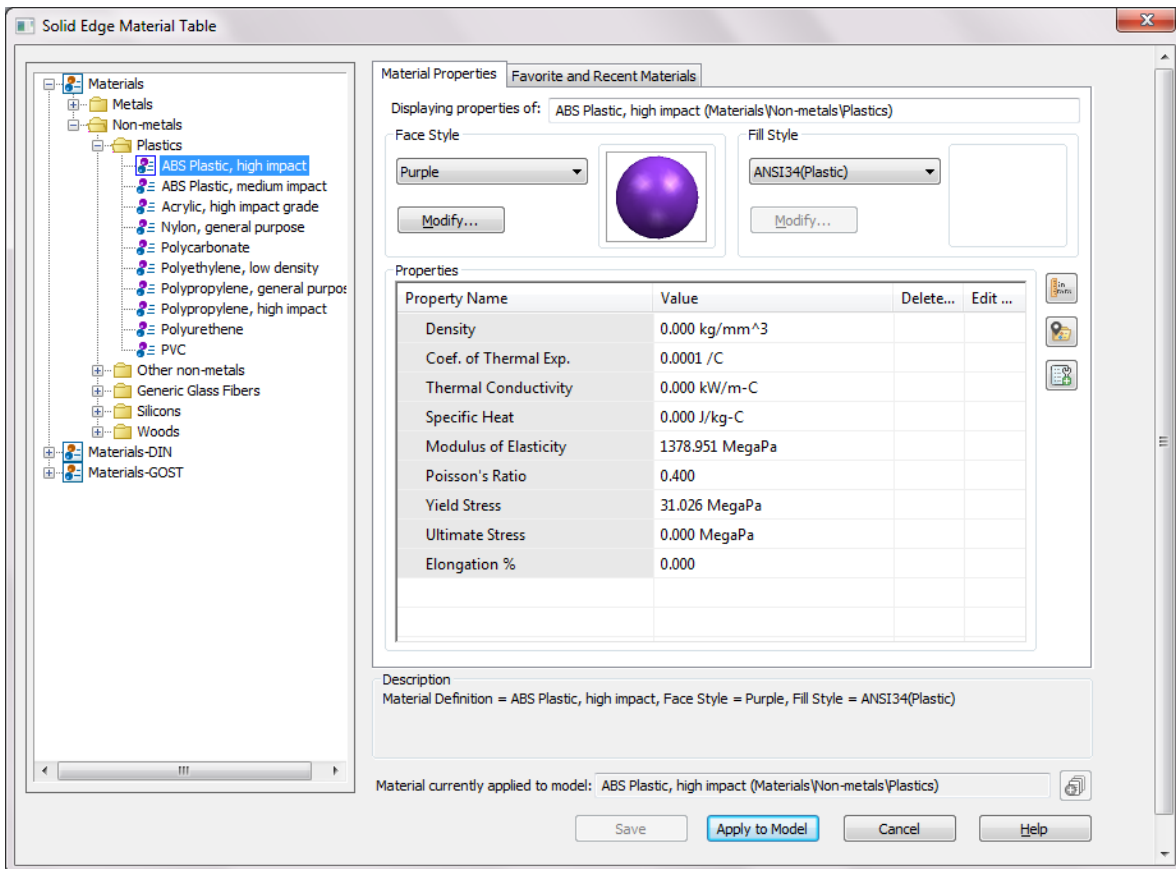 Solid Edge Material Table
Materials
Metals
Non-metals
Plastics
ABS Plastic, high impact
ABS Plastic, medium impact
Acrylic, high impact grade
Nylon, general purpose
Polycarbonate
Polyethylene, low density
Polypropylene, general purpos
Polypropylene, high impact
Polyurethene
PVC
Other non-metals
Generic Glass Fibers
Silicons
Woods
Materials-DIN
Materials-GOST
Material Properties Favorite and Recent Materials
Displaying properties of: ABS Plastic, high impact (Materials\Non-metals\Plastics)
Face Style Fill Style
Purple ANSI34(Plastic)
Modify... Modify...
Properties
Property Name Value Delete... Edit ...
Density 0.000 kg/mm^3
Coef. of Thermal Exp. 0.0001 /C
Thermal Conductivity 0.000 kW/m-C
Specific Heat 0.000 J/kg-C
Modulus of Elasticity 1378.951 MegaPa
Poisson's Ratio 0.400
Yield Stress 31.026 MegaPa
Ultimate Stress 0.000 MegaPa
Elongation % 0.000
Description
Material Definition = ABS Plastic, high impact, Face Style = Purple, Fill Style = ANSI34(Plastic)
Material currently applied to model: ABS Plastic, high impact (Materials\Non-metals\Plastics)
Save Apply to Model Cancel Help